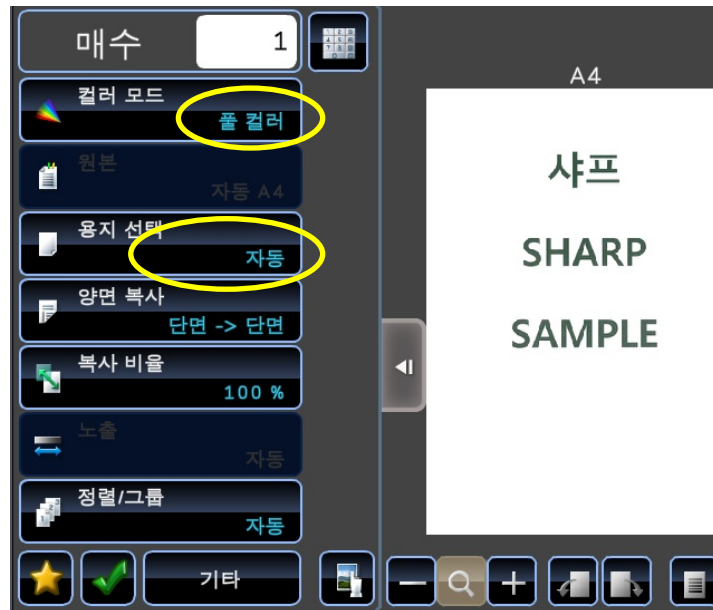 매수 1
컬러 모드
풀 컬러
원본
자동 A4
용지 선택
자동
양면 복사
단면 -> 단면
복사 비율
100 %
노출
자동
정렬/그룹
자동
기타
A4
샤프
SHARP
SAMPLE